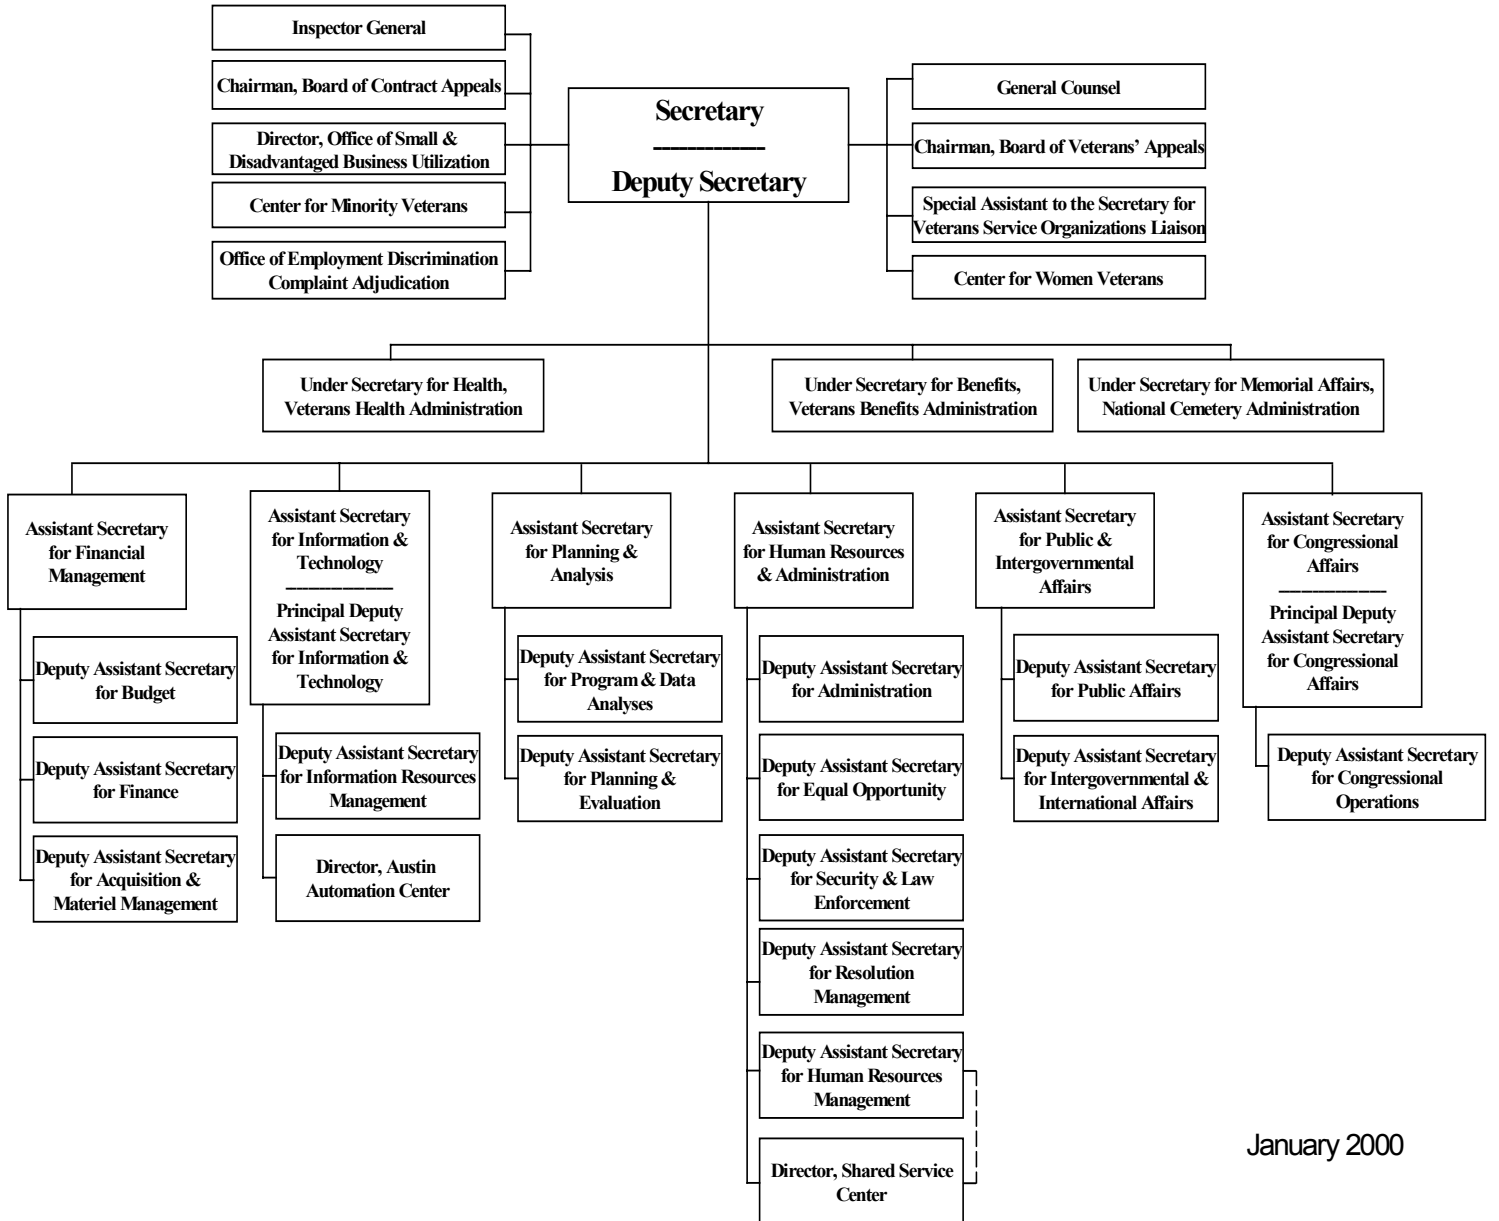 Inspector General
Chairman, Board of Contract Appeals
Director, Office of Small &
Disadvantaged Business Utilization
Center for Minority Veterans
Office of Employment Discrimination
Complaint Adjudication
Secretary
-------------
Deputy Secretary
General Counsel
Chairman, Board of Veterans’ Appeals
Special Assistant to the Secretary for
Veterans Service Organizations Liaison
Center for Women Veterans
Under Secretary for Health,
Veterans Health Administration
Under Secretary for Benefits,
Veterans Benefits Administration
Under Secretary for Memorial Affairs,
National Cemetery Administration
Assistant Secretary
for Financial
Management
Deputy Assistant Secretary
for Budget
Deputy Assistant Secretary
for Finance
Deputy Assistant Secretary
for Acquisition &
Materiel Management
Assistant Secretary
for Information &
Technology
--------------------
Principal Deputy
Assistant Secretary
for Information &
Technology
Deputy Assistant Secretary
for Information Resources
Management
Director, Austin
Automation Center
Assistant Secretary
for Planning &
Analysis
Deputy Assistant Secretary
for Program & Data
Analyses
Deputy Assistant Secretary
for Planning &
Evaluation
Assistant Secretary
for Human Resources
& Administration
Deputy Assistant Secretary
for Administration
Deputy Assistant Secretary
for Equal Opportunity
Deputy Assistant Secretary
for Security & Law
Enforcement
Deputy Assistant Secretary
for Resolution
Management
Deputy Assistant Secretary
for Human Resources
Management
Director, Shared Service
Center
Assistant Secretary
for Public &
Intergovernmental
Affairs
Deputy Assistant Secretary
for Public Affairs
Deputy Assistant Secretary
for Intergovernmental &
International Affairs
Assistant Secretary
for Congressional
Affairs
--------------------
Principal Deputy
Assistant Secretary
for Congressional
Affairs
Deputy Assistant Secretary
for Congressional
Operations
January 2000